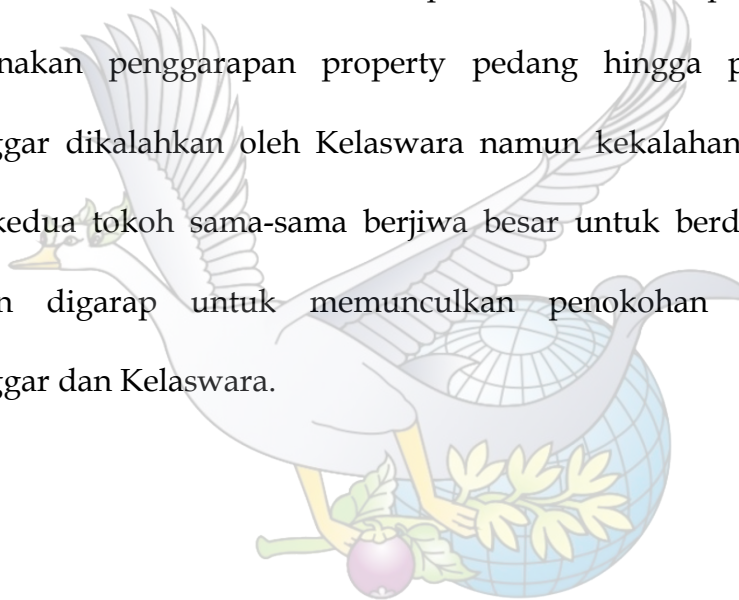 nakan penggarapan property pedang hingga p
ggar dikalahkan oleh Kelaswara namun kekalahan
kedua tokoh sama-sama berjiwa besar untuk berd
n digarap untuk memunculkan penokohan
ggar dan Kelaswara.